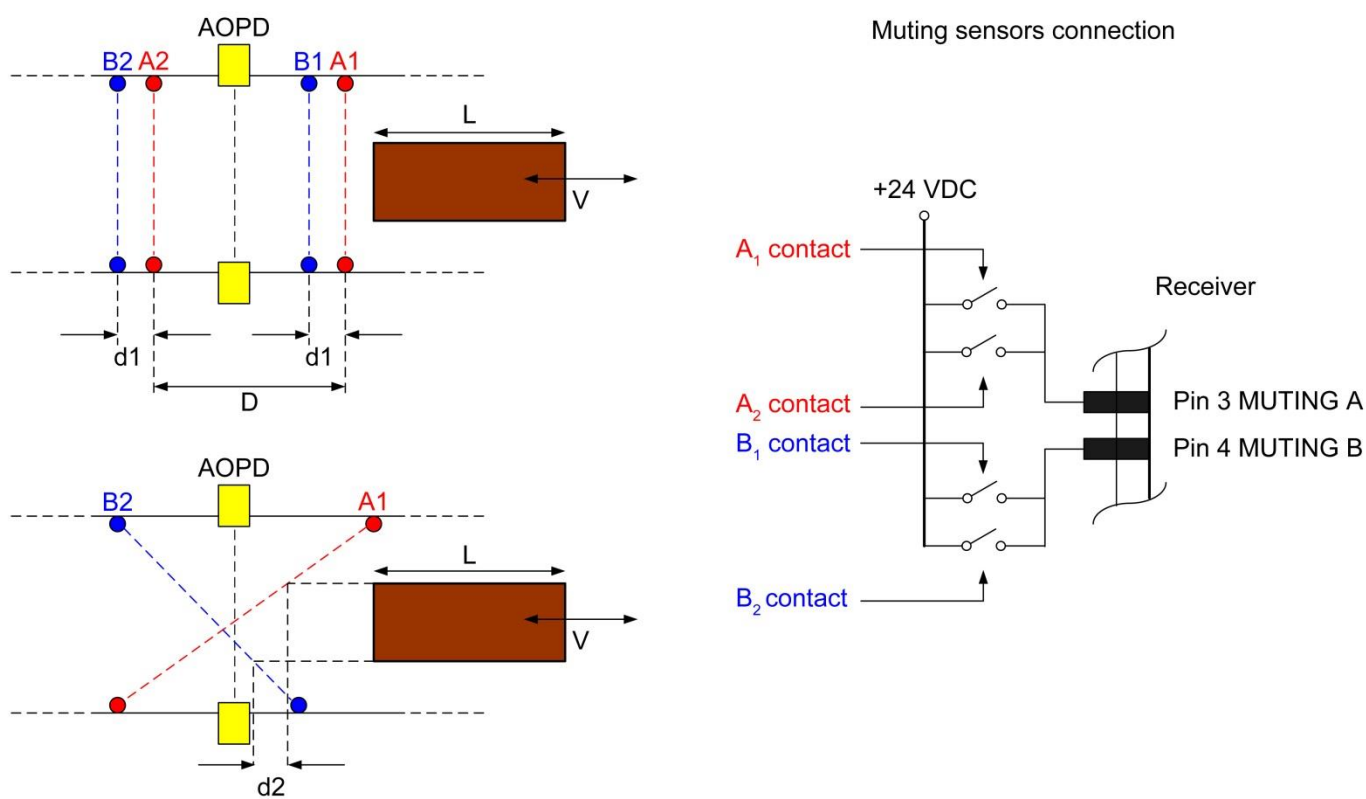 Muting sensors connection
AOPD
B2 A2 B1 A1
L
V
d1 d1
D
AOPD
B2 A1
L
V
d2
+24 VDC
A1 contact
Receiver
A2 contact
Pin 3 MUTING A
B1 contact
Pin 4 MUTING B
B2 contact